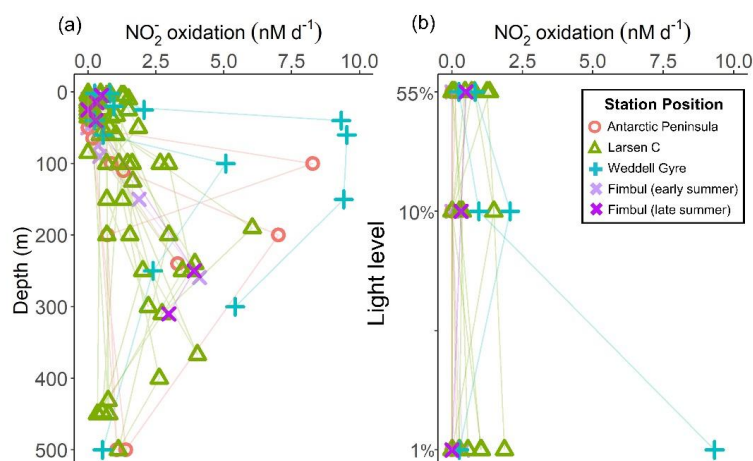 (a)
NO₂⁻ oxidation (nM d⁻¹)
0.0 2.5 5.0 7.5 10.0
Depth (m)
0
100
200
300
400
500
(b)
NO₂⁻ oxidation (nM d⁻¹)
0.0 2.5 5.0 7.5 10.0
Light level
55%
10%
1%
Station Position
Antarctic Peninsula
Larsen C
Weddell Gyre
Fimbul (early summer)
Fimbul (late summer)